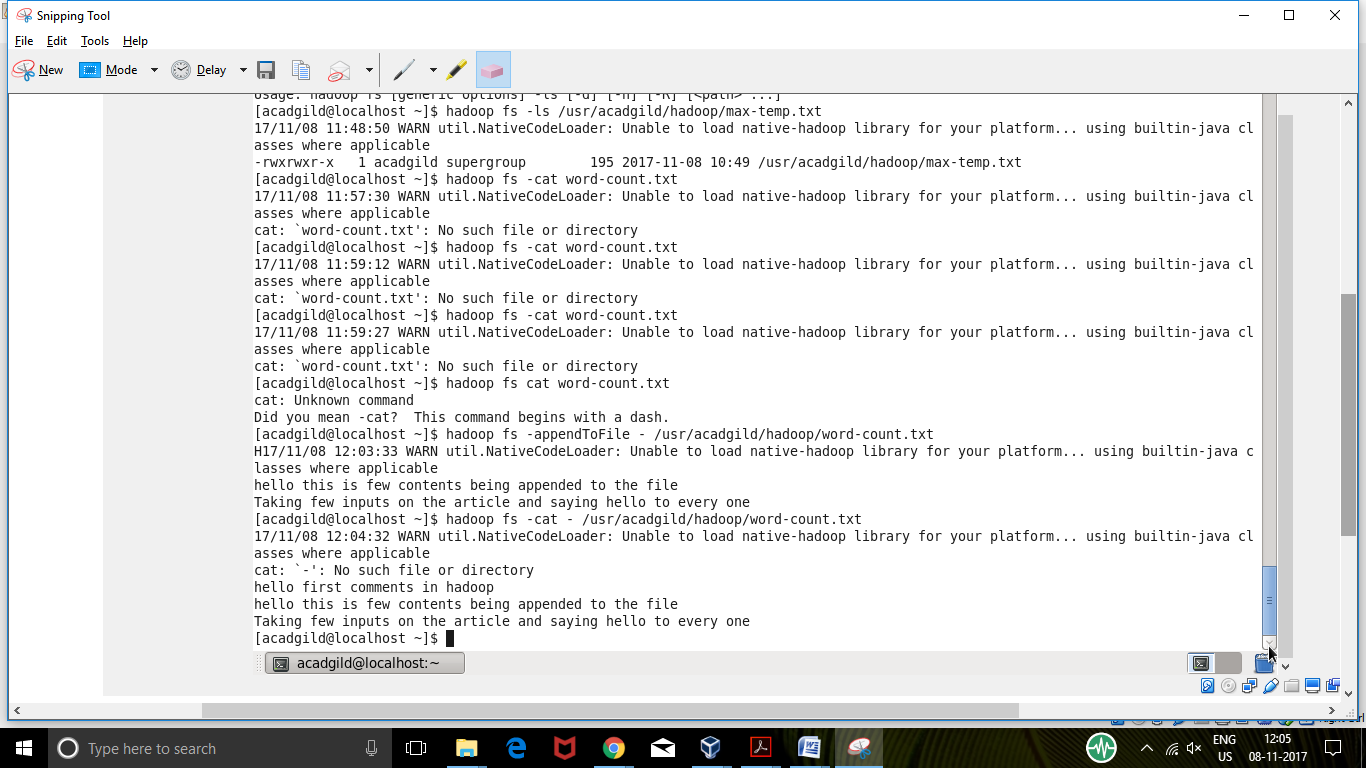 Snipping Tool
File Edit Tools Help
New Mode Delay
Usage: hadoop fs [generic options] -ls [-d] [-h] [-R] [<path> ...]
[acadgild@localhost ~]$ hadoop fs -ls /usr/acadgild/hadoop/max-temp.txt
17/11/08 11:48:50 WARN util.NativeCodeLoader: Unable to load native-hadoop library for your platform... using builtin-java cl
asses where applicable
-rwxrwxr-x   1 acadgild supergroup        195 2017-11-08 10:49 /usr/acadgild/hadoop/max-temp.txt
[acadgild@localhost ~]$ hadoop fs -cat word-count.txt
17/11/08 11:57:30 WARN util.NativeCodeLoader: Unable to load native-hadoop library for your platform... using builtin-java cl
asses where applicable
cat: `word-count.txt': No such file or directory
[acadgild@localhost ~]$ hadoop fs -cat word-count.txt
17/11/08 11:59:12 WARN util.NativeCodeLoader: Unable to load native-hadoop library for your platform... using builtin-java cl
asses where applicable
cat: `word-count.txt': No such file or directory
[acadgild@localhost ~]$ hadoop fs -cat word-count.txt
17/11/08 11:59:27 WARN util.NativeCodeLoader: Unable to load native-hadoop library for your platform... using builtin-java cl
asses where applicable
cat: `word-count.txt': No such file or directory
[acadgild@localhost ~]$ hadoop fs cat word-count.txt
cat: Unknown command
Did you mean -cat?  This command begins with a dash.
[acadgild@localhost ~]$ hadoop fs -appendToFile - /usr/acadgild/hadoop/word-count.txt
H17/11/08 12:03:33 WARN util.NativeCodeLoader: Unable to load native-hadoop library for your platform... using builtin-java c
lasses where applicable
hello this is few contents being appended to the file
Taking few inputs on the article and saying hello to every one
[acadgild@localhost ~]$ hadoop fs -cat - /usr/acadgild/hadoop/word-count.txt
17/11/08 12:04:32 WARN util.NativeCodeLoader: Unable to load native-hadoop library for your platform... using builtin-java cl
asses where applicable
cat: `-': No such file or directory
hello first comments in hadoop
hello this is few contents being appended to the file
Taking few inputs on the article and saying hello to every one
[acadgild@localhost ~]$
acadgild@localhost:~
Type here to search
ENG 12:05
US 08-11-2017